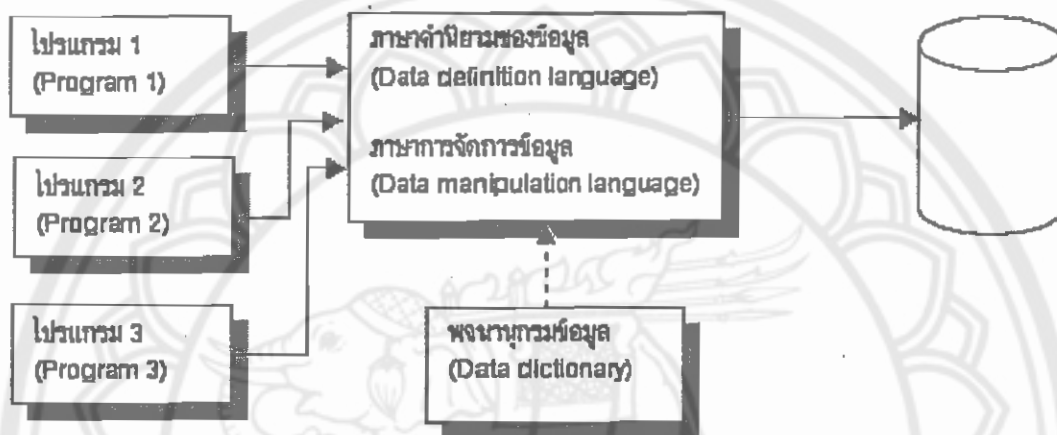 โปรแกรม 1
(Program 1)
โปรแกรม 2
(Program 2)
โปรแกรม 3
(Program 3)
ภาษาคำนิยามของข้อมูล
(Data definition language)
ภาษาการจัดการข้อมูล
(Data manipulation language)
พจนานุกรมข้อมูล
(Data dictionary)